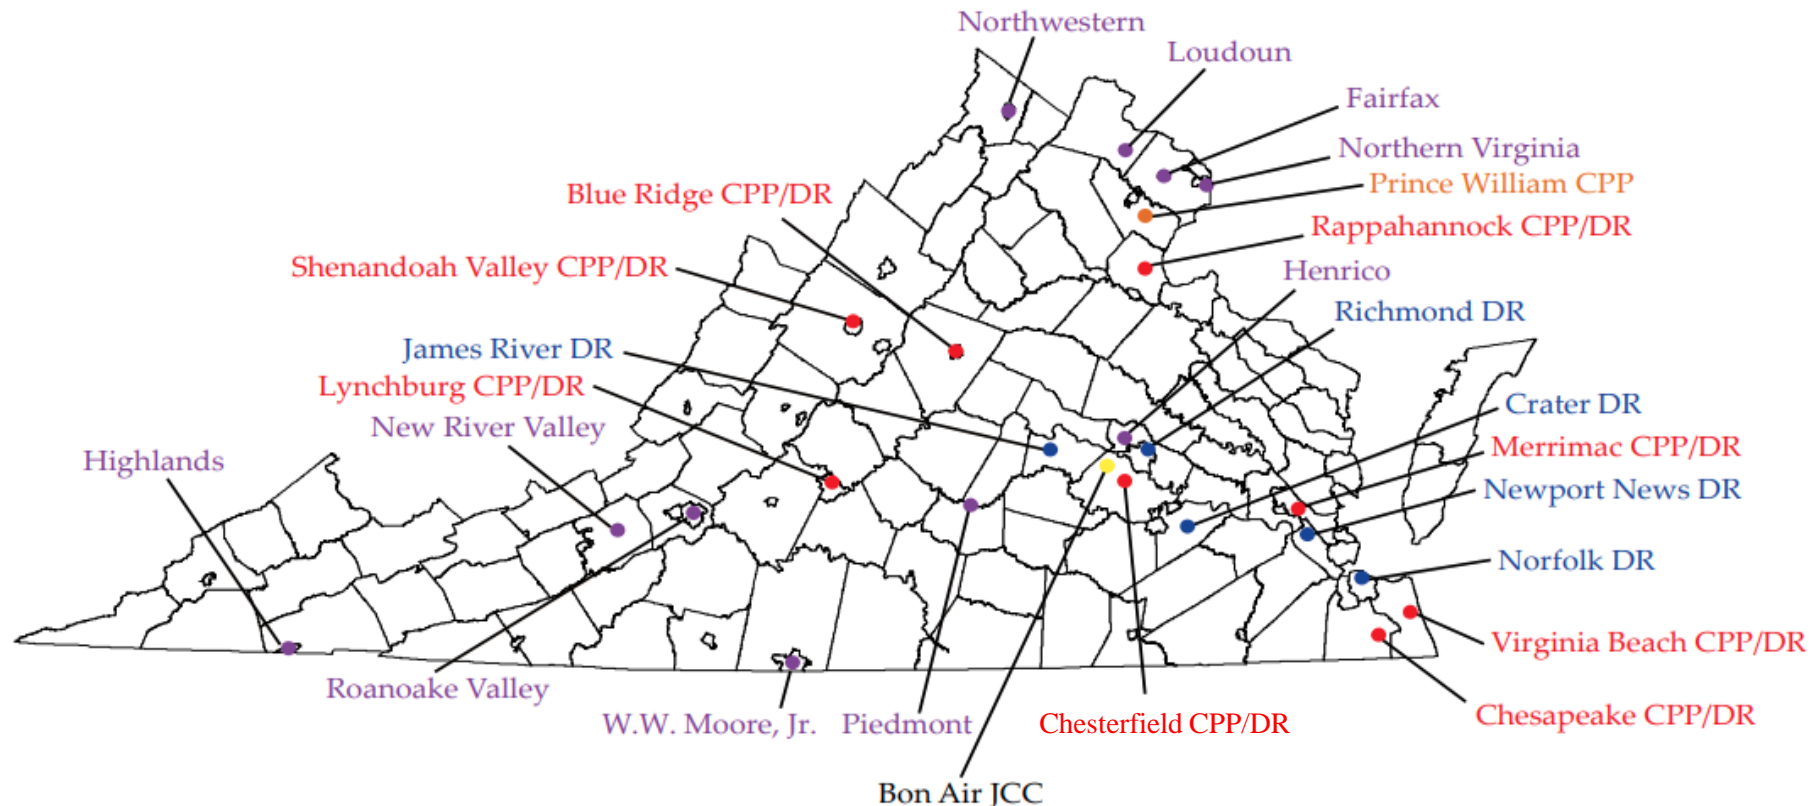 Northwestern
Loudoun
Fairfax
Northern Virginia
Prince William CPP
Blue Ridge CPP/DR
Rappahannock CPP/DR
Shenandoah Valley CPP/DR
Henrico
Richmond DR
James River DR
Lynchburg CPP/DR
Crater DR
New River Valley
Merrimac CPP/DR
Highlands
Newport News DR
Norfolk DR
Virginia Beach CPP/DR
Roanoake Valley
Chesapeake CPP/DR
W.W. Moore, Jr.
Piedmont
Chesterfield CPP/DR
Bon Air JCC